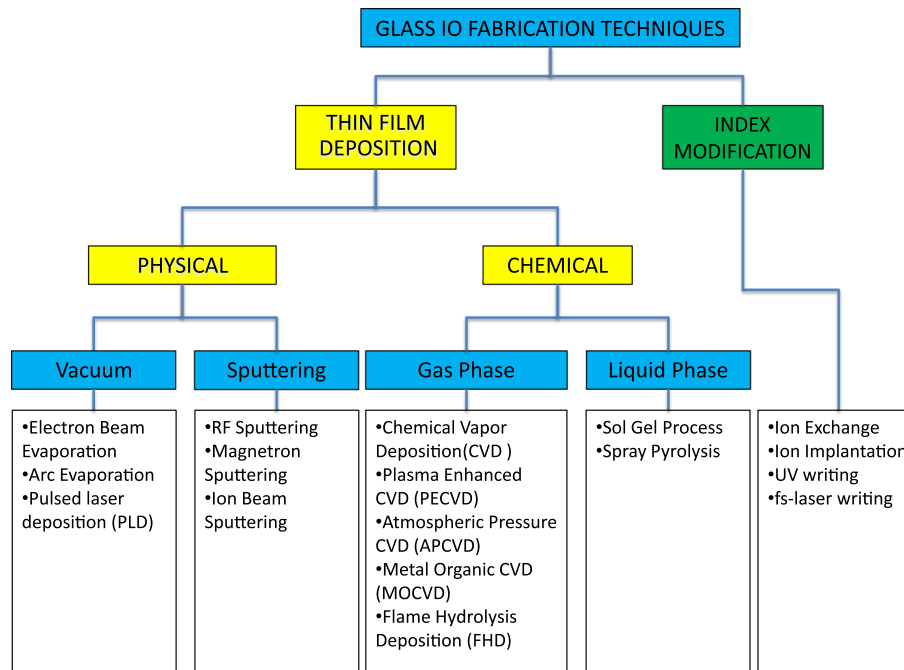 GLASS IO FABRICATION TECHNIQUES
THIN FILM
DEPOSITION
INDEX
MODIFICATION
PHYSICAL
CHEMICAL
Vacuum
Sputtering
Gas Phase
Liquid Phase
•Electron Beam
Evaporation
•Arc Evaporation
•Pulsed laser
deposition (PLD)
•RF Sputtering
•Magnetron
Sputtering
•Ion Beam
Sputtering
•Chemical Vapor
Deposition(CVD )
•Plasma Enhanced
CVD (PECVD)
•Atmospheric Pressure
CVD (APCVD)
•Metal Organic CVD
(MOCVD)
•Flame Hydrolysis
Deposition (FHD)
•Sol Gel Process
•Spray Pyrolysis
•Ion Exchange
•Ion Implantation
•UV writing
•fs-laser writing